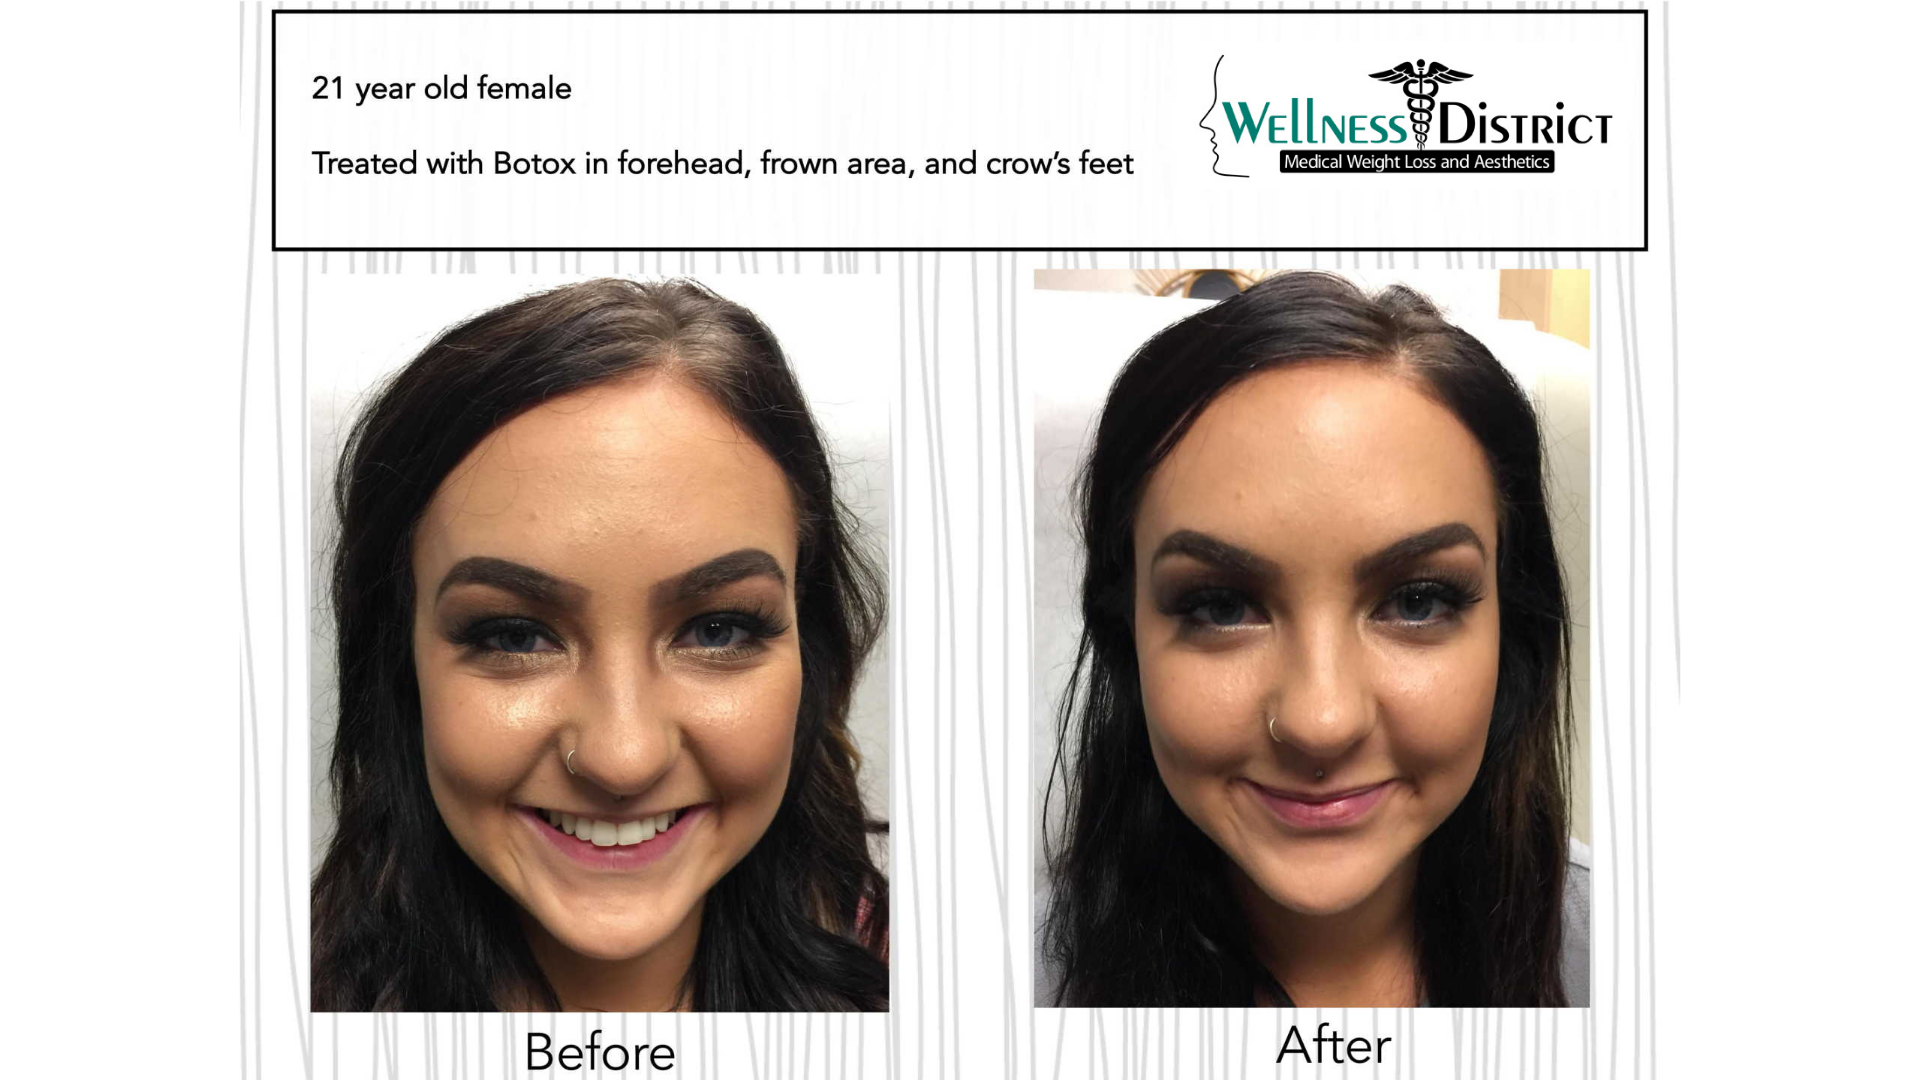 21 year old female
Treated with Botox in forehead, frown area, and crow's feet
WELLNESS DISTRICT
Medical Weight Loss and Aesthetics
Before
After